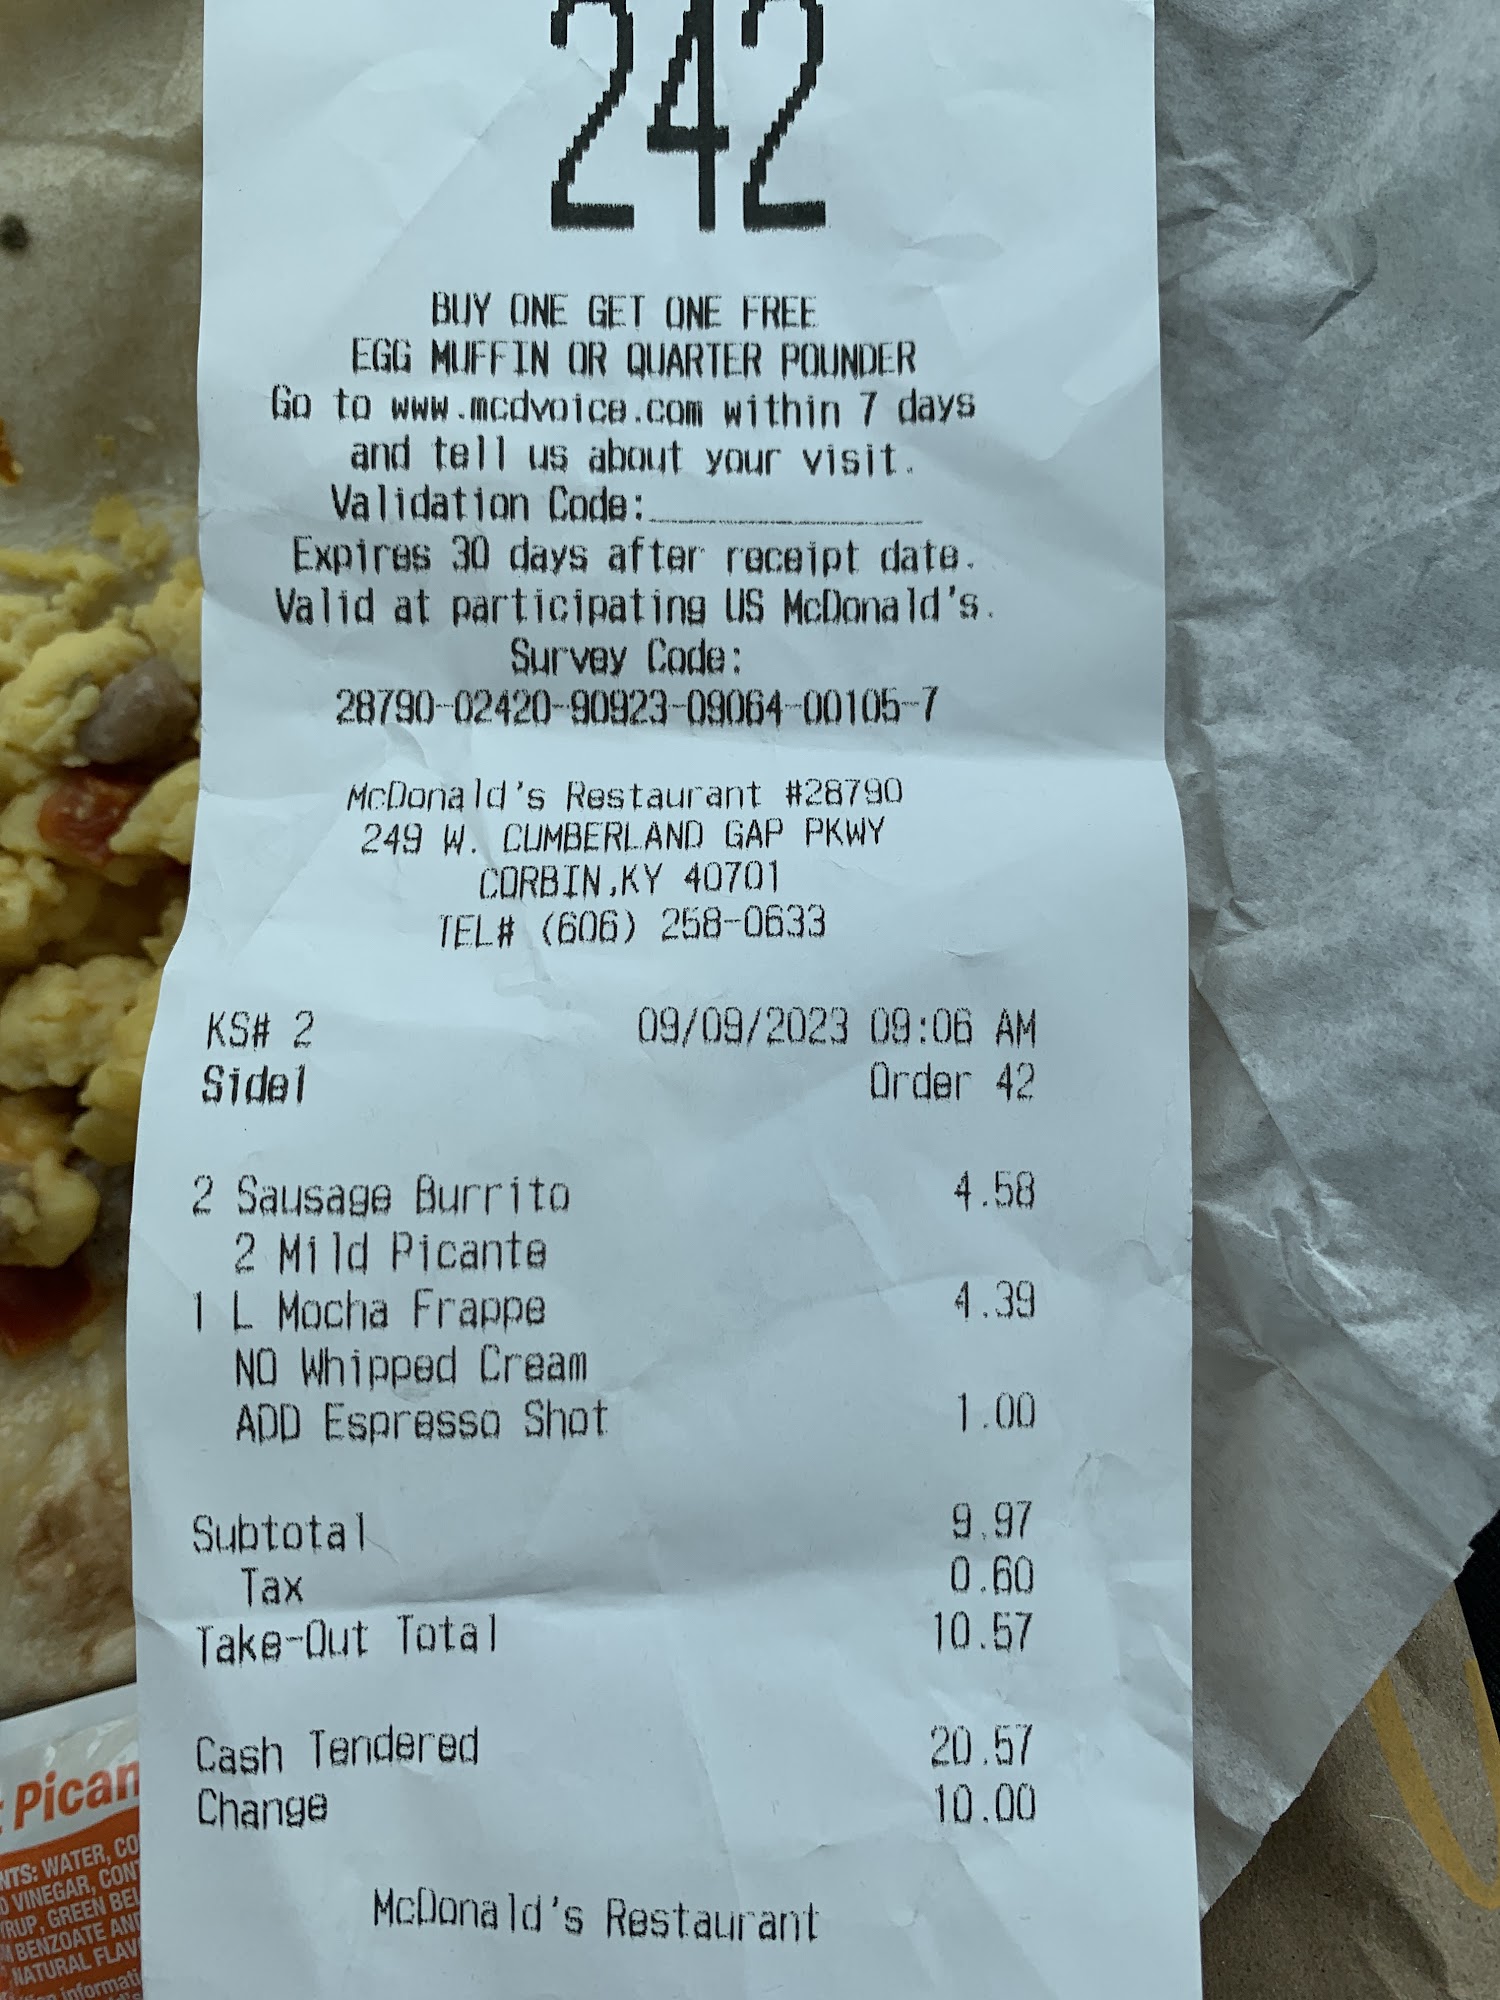 242
BUY ONE GET ONE FREE
EGG MUFFIN OR QUARTER POUNDER
Go to www.mcdvoice.com within 7 days
and tell us about your visit.
Validation Code:______________
Expires 30 days after receipt date.
Valid at participating US McDonald's.
Survey Code:
28790-02420-90923-09064-00105-7
McDonald's Restaurant #28790
249 W. CUMBERLAND GAP PKWY
CORBIN,KY 40701
TEL# (606) 258-0633
KS# 2 09/09/2023 09:06 AM
Side1 Order 42
2 Sausage Burrito 4.58
2 Mild Picante
1 L Mocha Frappe 4.39
NO Whipped Cream
ADD Espresso Shot 1.00
Subtotal 9.97
Tax 0.60
Take-Out Total 10.57
Cash Tendered 20.57
Change 10.00
McDonald's Restaurant
Pican
NTS: WATER, CO
VINEGAR, CON
RUP, GREEN BEL
BENZOATE AND
NATURAL FLAV
informati